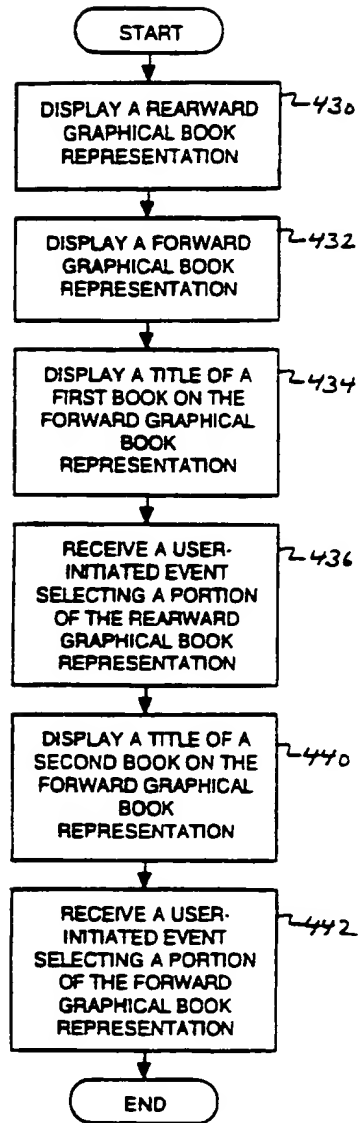 START
DISPLAY A REARWARD
GRAPHICAL BOOK
REPRESENTATION
430
DISPLAY A FORWARD
GRAPHICAL BOOK
REPRESENTATION
432
DISPLAY A TITLE OF A
FIRST BOOK ON THE
FORWARD GRAPHICAL
BOOK
REPRESENTATION
434
RECEIVE A USER-
INITIATED EVENT
SELECTING A PORTION
OF THE REARWARD
GRAPHICAL BOOK
REPRESENTATION
436
DISPLAY A TITLE OF A
SECOND BOOK ON THE
FORWARD GRAPHICAL
BOOK
REPRESENTATION
440
RECEIVE A USER-
INITIATED EVENT
SELECTING A PORTION
OF THE FORWARD
GRAPHICAL BOOK
REPRESENTATION
442
END